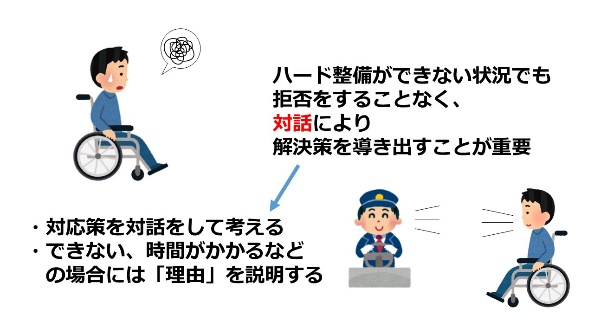 ハード整備ができない状況でも
拒否をすることなく、
対話により
解決策を導き出すことが重要
・対応策を対話をして考える
・できない、時間がかかるなど
の場合には「理由」を説明する